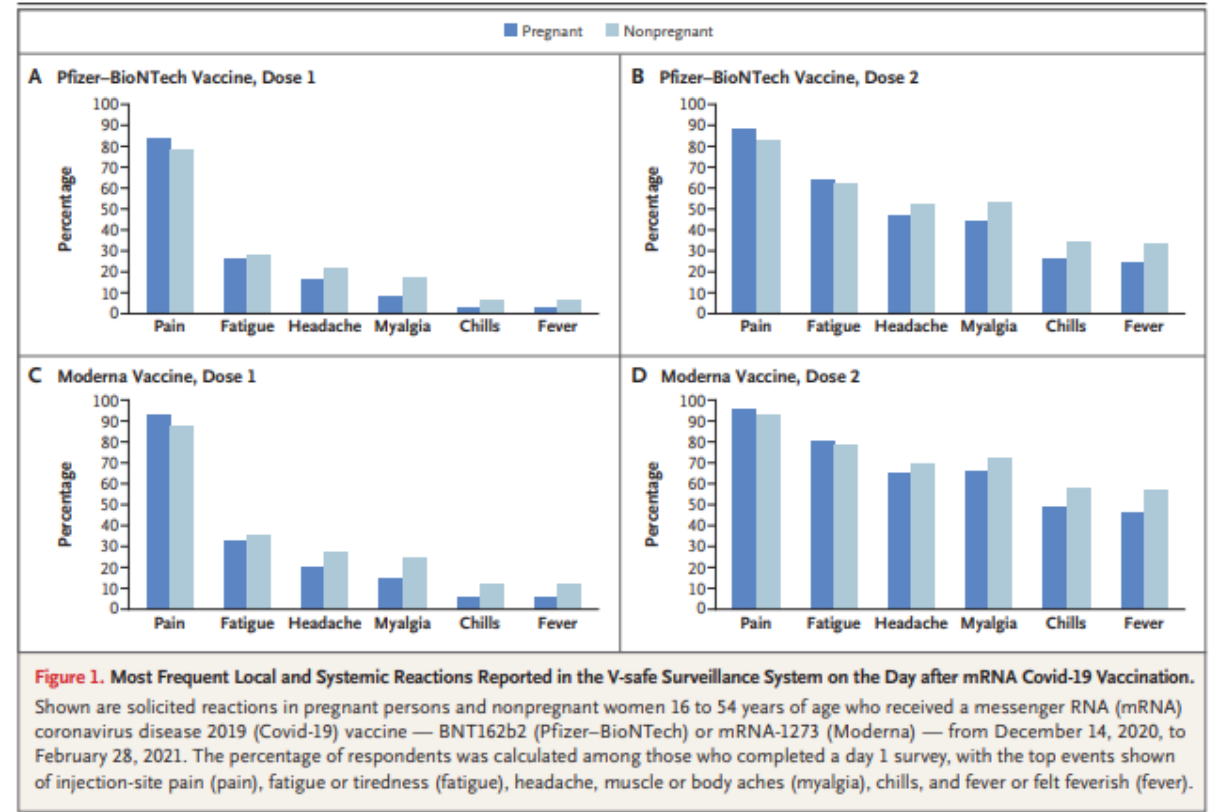 Pregnant Nonpregnant
A Pfizer–BioNTech Vaccine, Dose 1
100
90
80
70
60
50
40
30
20
10
0
Percentage
Pain Fatigue Headache Myalgia Chills Fever
B Pfizer–BioNTech Vaccine, Dose 2
100
90
80
70
60
50
40
30
20
10
0
Percentage
Pain Fatigue Headache Myalgia Chills Fever
C Moderna Vaccine, Dose 1
100
90
80
70
60
50
40
30
20
10
0
Percentage
Pain Fatigue Headache Myalgia Chills Fever
D Moderna Vaccine, Dose 2
100
90
80
70
60
50
40
30
20
10
0
Percentage
Pain Fatigue Headache Myalgia Chills Fever
Figure 1. Most Frequent Local and Systemic Reactions Reported in the V-safe Surveillance System on the Day after mRNA Covid-19 Vaccination.
Shown are solicited reactions in pregnant persons and nonpregnant women 16 to 54 years of age who received a messenger RNA (mRNA)
coronavirus disease 2019 (Covid-19) vaccine — BNT162b2 (Pfizer–BioNTech) or mRNA-1273 (Moderna) — from December 14, 2020, to
February 28, 2021. The percentage of respondents was calculated among those who completed a day 1 survey, with the top events shown
of injection-site pain (pain), fatigue or tiredness (fatigue), headache, muscle or body aches (myalgia), chills, and fever or felt feverish (fever).